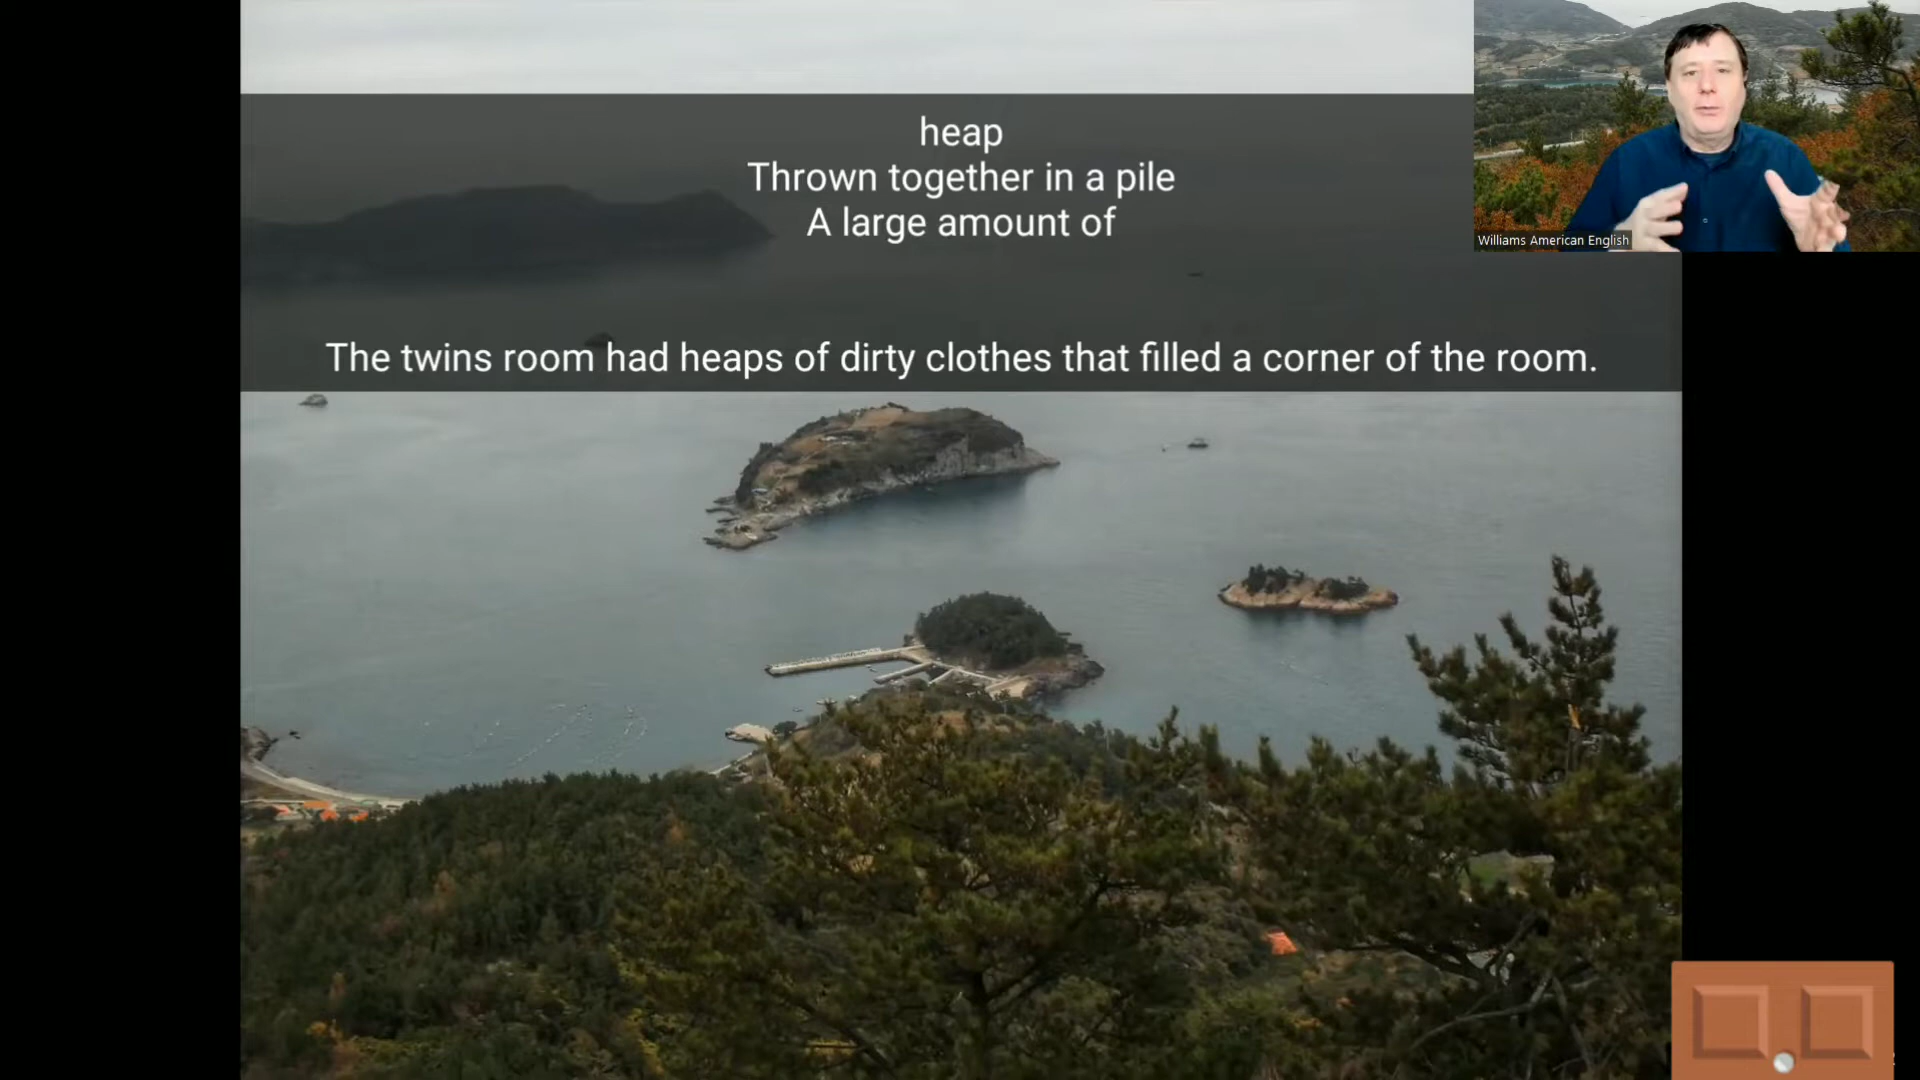 heap
Thrown together in a pile
A large amount of
The twins room had heaps of dirty clothes that filled a corner of the room.
Williams American English